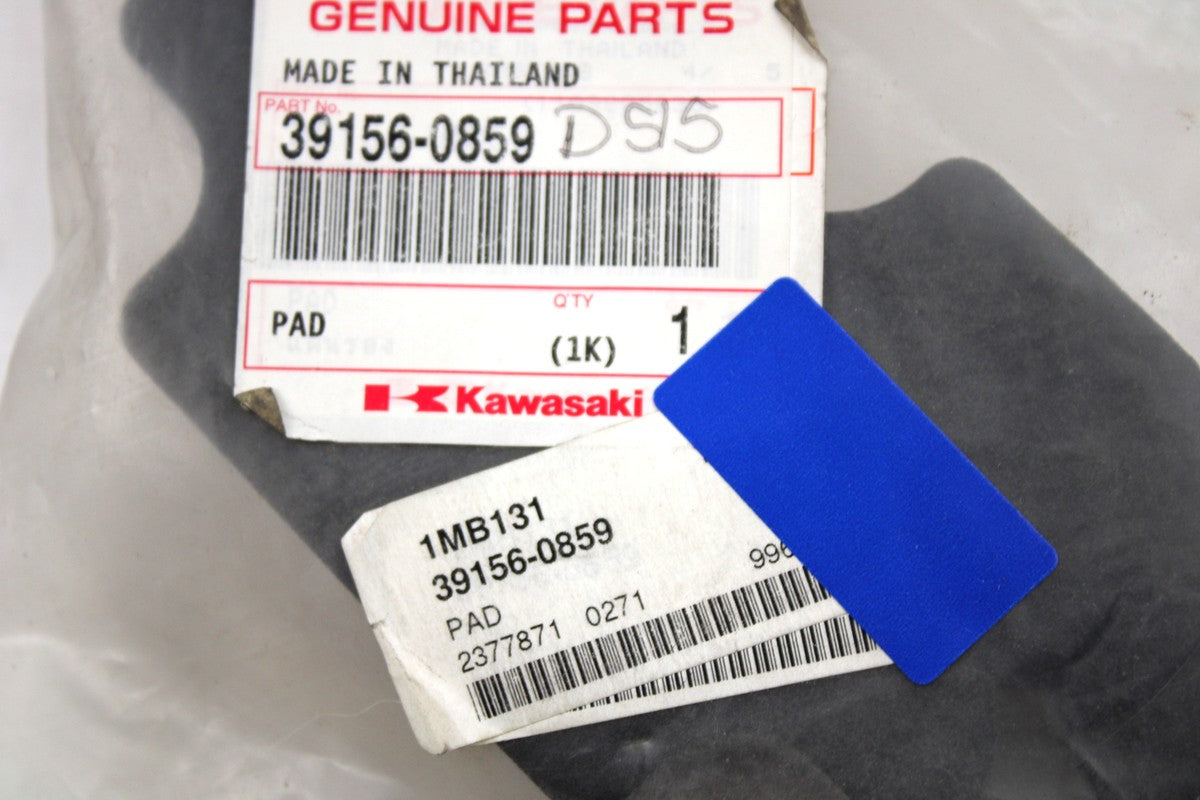 GENUINE PARTS
MADE IN THAILAND
PART No.
39156-0859
PAD
Q'TY
(1K)
1
Kawasaki
1MB131
39156-0859
PAD
996
2377871 0271